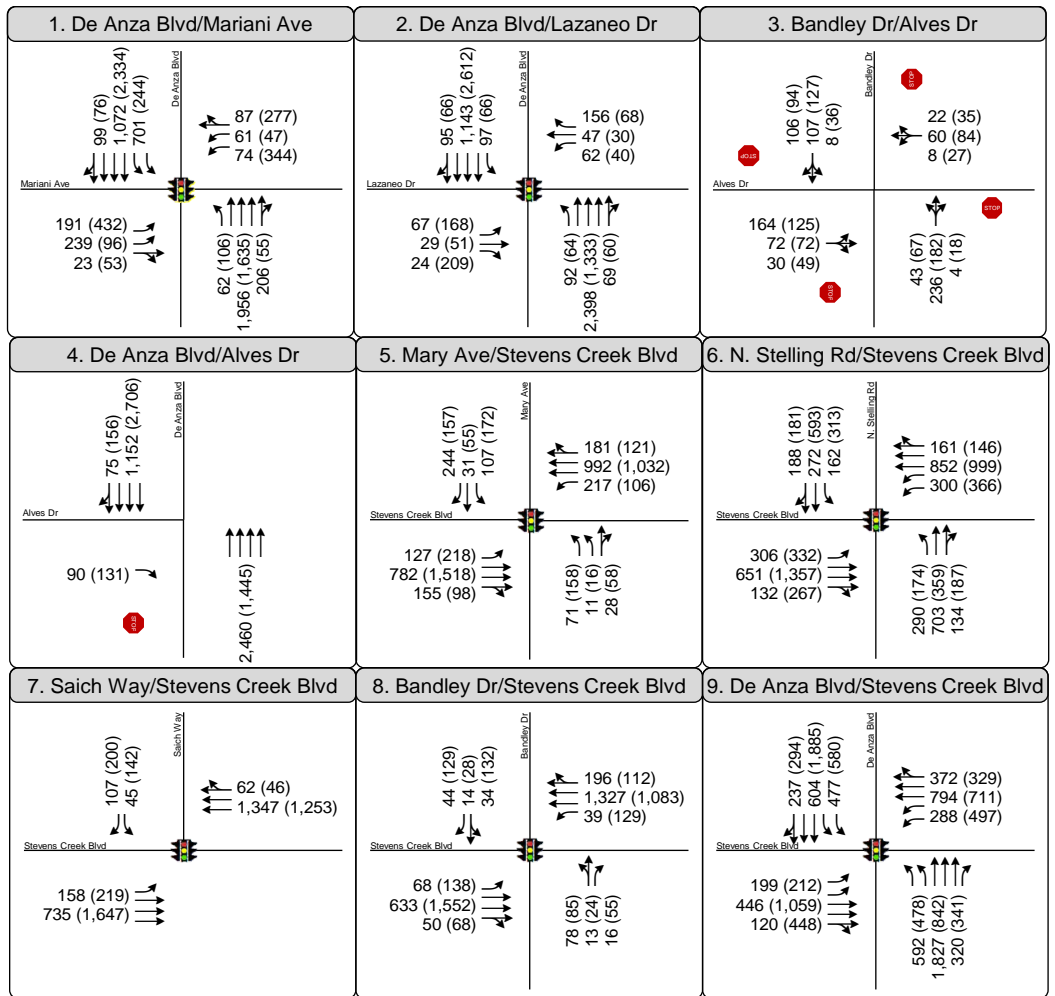 1. De Anza Blvd/Mariani Ave
99 (76)
1,072 (2,334)
701 (244)
De Anza Blvd
87 (277)
61 (47)
74 (344)
Mariani Ave
191 (432)
239 (96)
23 (53)
62 (106)
1,956 (1,635)
206 (55)
2. De Anza Blvd/Lazaneo Dr
95 (66)
1,143 (2,612)
97 (66)
De Anza Blvd
156 (68)
47 (30)
62 (40)
Lazaneo Dr
67 (168)
29 (51)
24 (209)
92 (64)
2,398 (1,333)
69 (60)
3. Bandley Dr/Alves Dr
106 (94)
107 (127)
8 (36)
Bandley Dr
STOP
22 (35)
60 (84)
8 (27)
STOP
Alves Dr
STOP
164 (125)
72 (72)
30 (49)
STOP
43 (67)
236 (182)
4 (18)
4. De Anza Blvd/Alves Dr
75 (156)
1,152 (2,706)
De Anza Blvd
Alves Dr
90 (131)
STOP
2,460 (1,445)
5. Mary Ave/Stevens Creek Blvd
244 (157)
31 (55)
107 (172)
Mary Ave
181 (121)
992 (1,032)
217 (106)
Stevens Creek Blvd
127 (218)
782 (1,518)
155 (98)
71 (158)
11 (16)
28 (58)
6. N. Stelling Rd/Stevens Creek Blvd
188 (181)
272 (593)
162 (313)
N. Stelling Rd
161 (146)
852 (999)
300 (366)
Stevens Creek Blvd
306 (332)
651 (1,357)
132 (267)
290 (174)
703 (359)
134 (187)
7. Saich Way/Stevens Creek Blvd
107 (200)
45 (142)
Saich Way
62 (46)
1,347 (1,253)
Stevens Creek Blvd
158 (219)
735 (1,647)
8. Bandley Dr/Stevens Creek Blvd
44 (129)
14 (28)
34 (132)
Bandley Dr
196 (112)
1,327 (1,083)
39 (129)
Stevens Creek Blvd
68 (138)
633 (1,552)
50 (68)
78 (85)
13 (24)
16 (55)
9. De Anza Blvd/Stevens Creek Blvd
237 (294)
604 (1,885)
477 (580)
De Anza Blvd
372 (329)
794 (711)
288 (497)
Stevens Creek Blvd
199 (212)
446 (1,059)
120 (448)
592 (478)
1,827 (842)
320 (341)